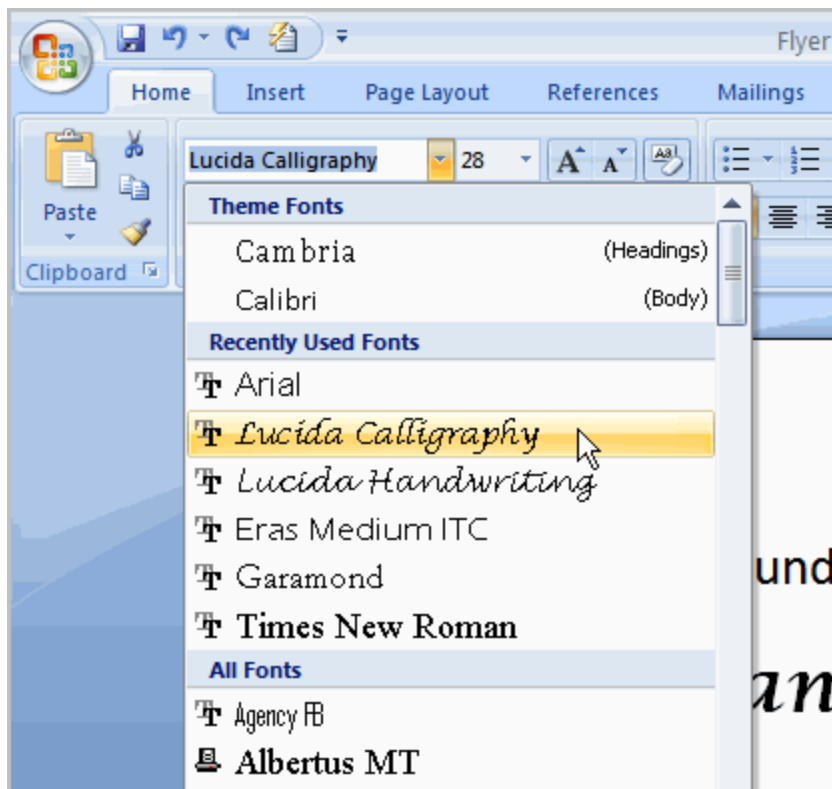 Flyer
Home Insert Page Layout References Mailings
Lucida Calligraphy 28 A A Aa
Paste
Clipboard
Theme Fonts
Cambria (Headings)
Calibri (Body)
Recently Used Fonts
Arial
Lucida Calligraphy
Lucida Handwriting
Eras Medium ITC
Garamond
Times New Roman
All Fonts
Agency FB
Albertus MT
und
an